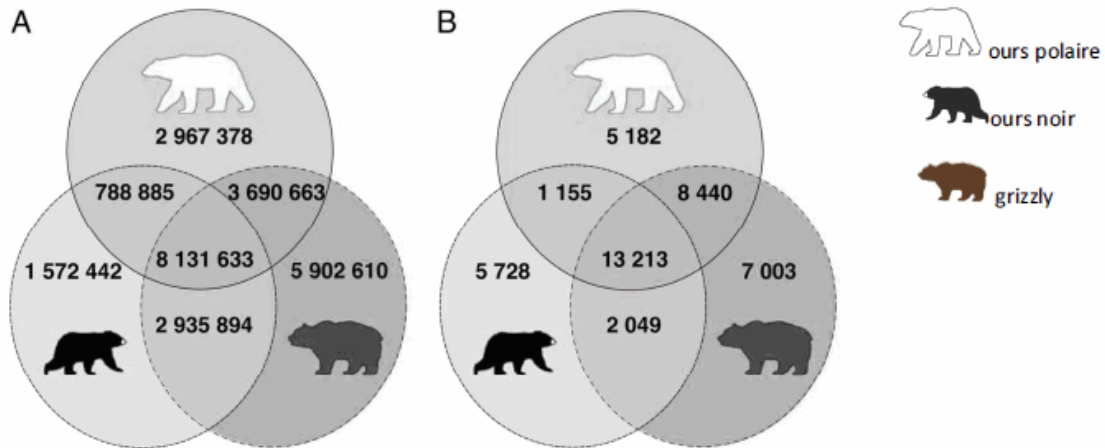 A
2 967 378
788 885
3 690 663
8 131 633
1 572 442
5 902 610
2 935 894
B
5 182
1 155
8 440
13 213
5 728
7 003
2 049
ours polaire
ours noir
grizzly